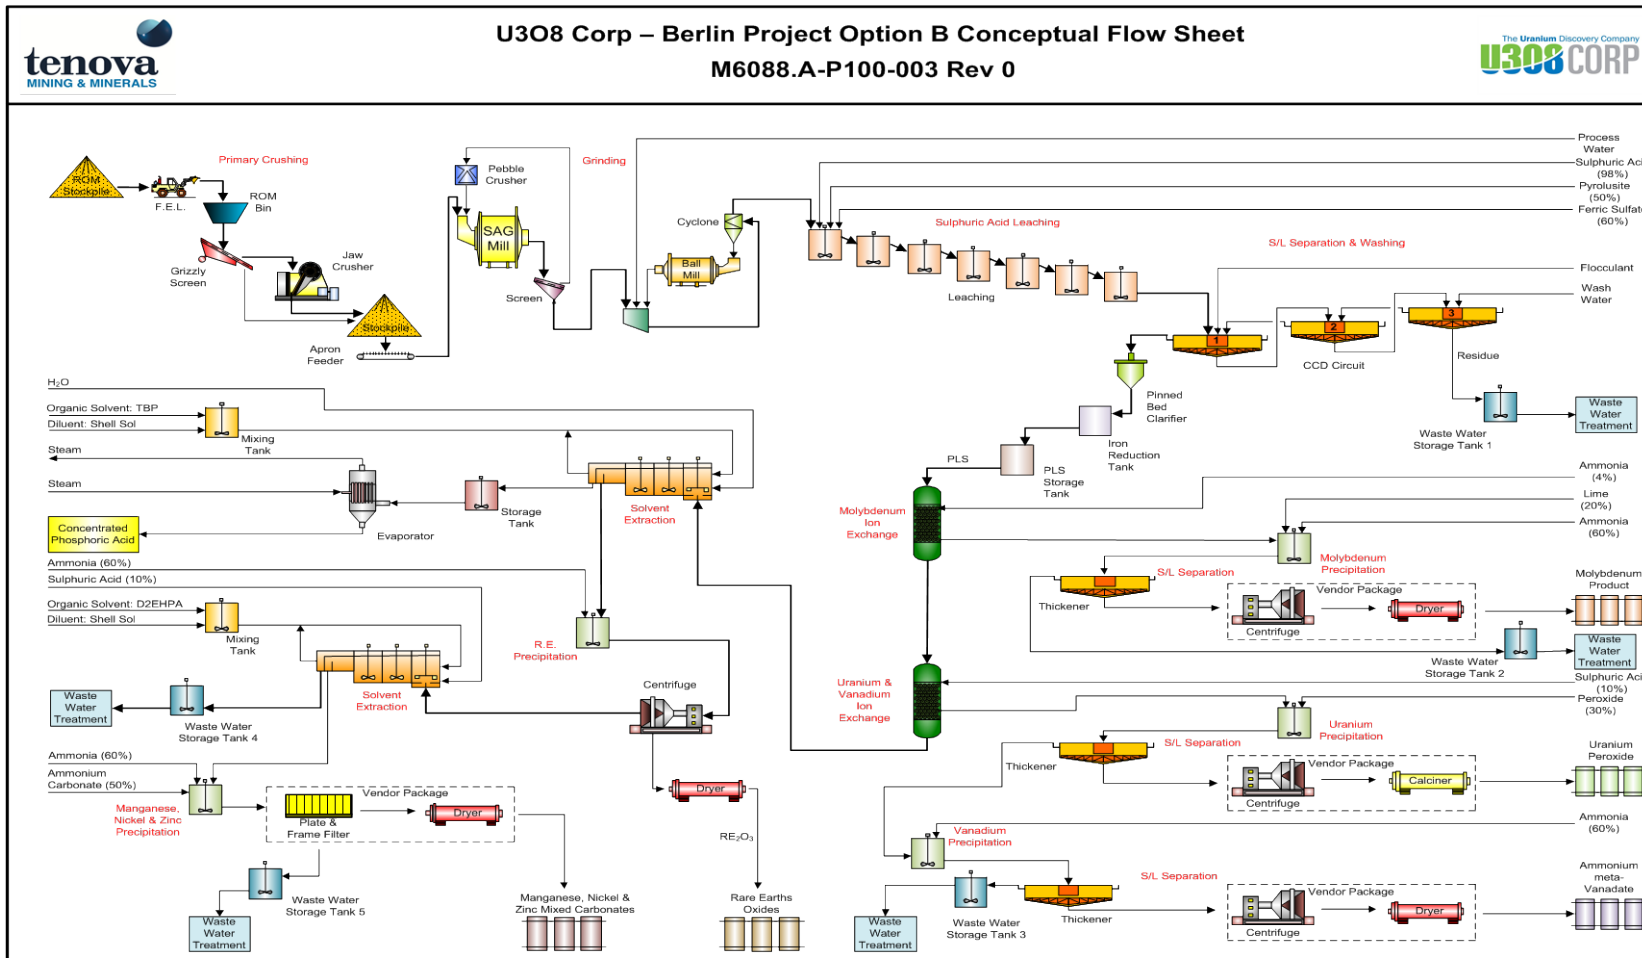 tenova
MINING & MINERALS
U3O8 Corp – Berlin Project Option B Conceptual Flow Sheet
M6088.A-P100-003 Rev 0
The Uranium Discovery Company
U3O8 CORP
Primary Crushing
ROM
Stockpile
F.E.L.
ROM
Bin
Grizzly
Screen
Jaw
Crusher
Stockpile
Apron
Feeder
Grinding
Pebble
Crusher
SAG
Mill
Screen
Cyclone
Ball
Mill
Sulphuric Acid Leaching
Leaching
Process
Water
Sulphuric Acid
(98%)
Pyrolusite
(50%)
Ferric Sulfate
(60%)
S/L Separation & Washing
Flocculant
Wash
Water
1
2
3
CCD Circuit
Residue
Waste Water
Storage Tank 1
Waste
Water
Treatment
Pinned
Bed
Clarifier
Iron
Reduction
Tank
PLS
PLS
Storage
Tank
H2O
Organic Solvent: TBP
Diluent: Shell Sol
Mixing
Tank
Steam
Steam
Concentrated
Phosphoric Acid
Evaporator
Storage
Tank
Solvent
Extraction
Ammonia (60%)
Sulphuric Acid (10%)
Organic Solvent: D2EHPA
Diluent: Shell Sol
Mixing
Tank
Solvent
Extraction
R.E.
Precipitation
Centrifuge
Waste
Water
Treatment
Waste Water
Storage Tank 4
Ammonia (60%)
Ammonium
Carbonate (50%)
Manganese,
Nickel & Zinc
Precipitation
Vendor Package
Plate &
Frame Filter
Dryer
Dryer
RE2O3
Waste Water
Storage Tank 5
Waste
Water
Treatment
Manganese, Nickel &
Zinc Mixed Carbonates
Rare Earths
Oxides
Molybdenum
Ion
Exchange
Ammonia
(4%)
Lime
(20%)
Ammonia
(60%)
Molybdenum
Precipitation
S/L Separation
Thickener
Vendor Package
Centrifuge
Dryer
Molybdenum
Product
Waste Water
Storage Tank 2
Waste
Water
Treatment
Uranium &
Vanadium
Ion
Exchange
Sulphuric Acid
(10%)
Peroxide
(30%)
Uranium
Precipitation
S/L Separation
Thickener
Vendor Package
Centrifuge
Calciner
Uranium
Peroxide
Ammonia
(60%)
Vanadium
Precipitation
S/L Separation
Thickener
Waste Water
Storage Tank 3
Waste
Water
Treatment
Vendor Package
Centrifuge
Dryer
Ammonium
meta-
Vanadate